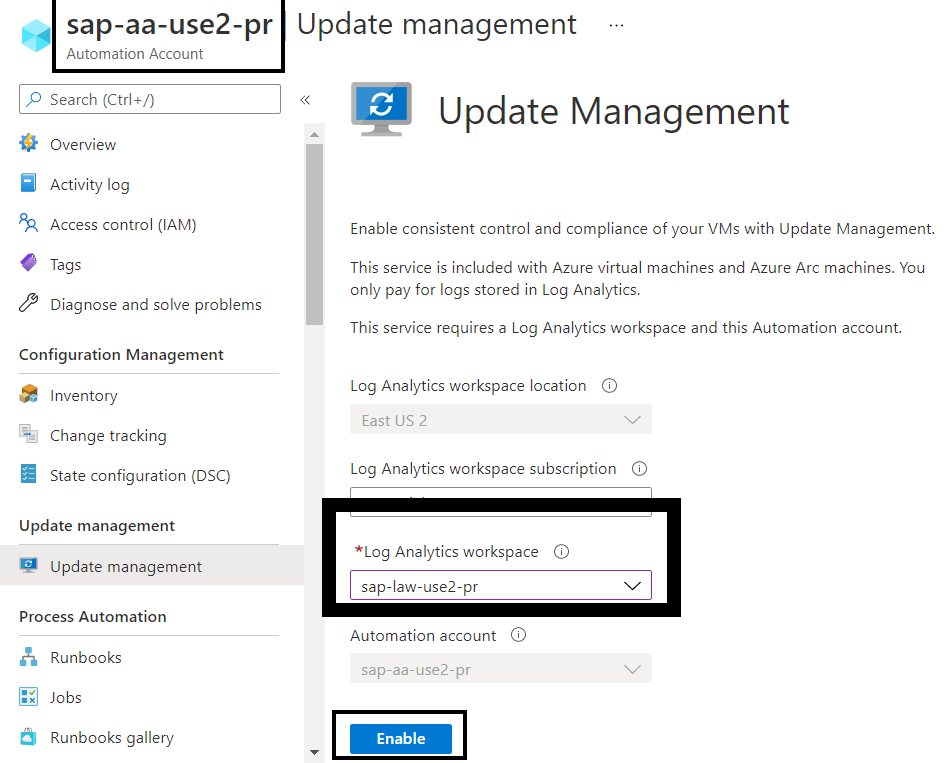 sap-aa-use2-pr | Update management ...
Automation Account
Search (Ctrl+/)
«
Overview
Activity log
Access control (IAM)
Tags
Diagnose and solve problems
Configuration Management
Inventory
Change tracking
State configuration (DSC)
Update management
Update management
Process Automation
Runbooks
Jobs
Runbooks gallery
Update Management
Enable consistent control and compliance of your VMs with Update Management.
This service is included with Azure virtual machines and Azure Arc machines. You
only pay for logs stored in Log Analytics.
This service requires a Log Analytics workspace and this Automation account.
Log Analytics workspace location
East US 2
Log Analytics workspace subscription
*Log Analytics workspace
sap-law-use2-pr
Automation account
sap-aa-use2-pr
Enable